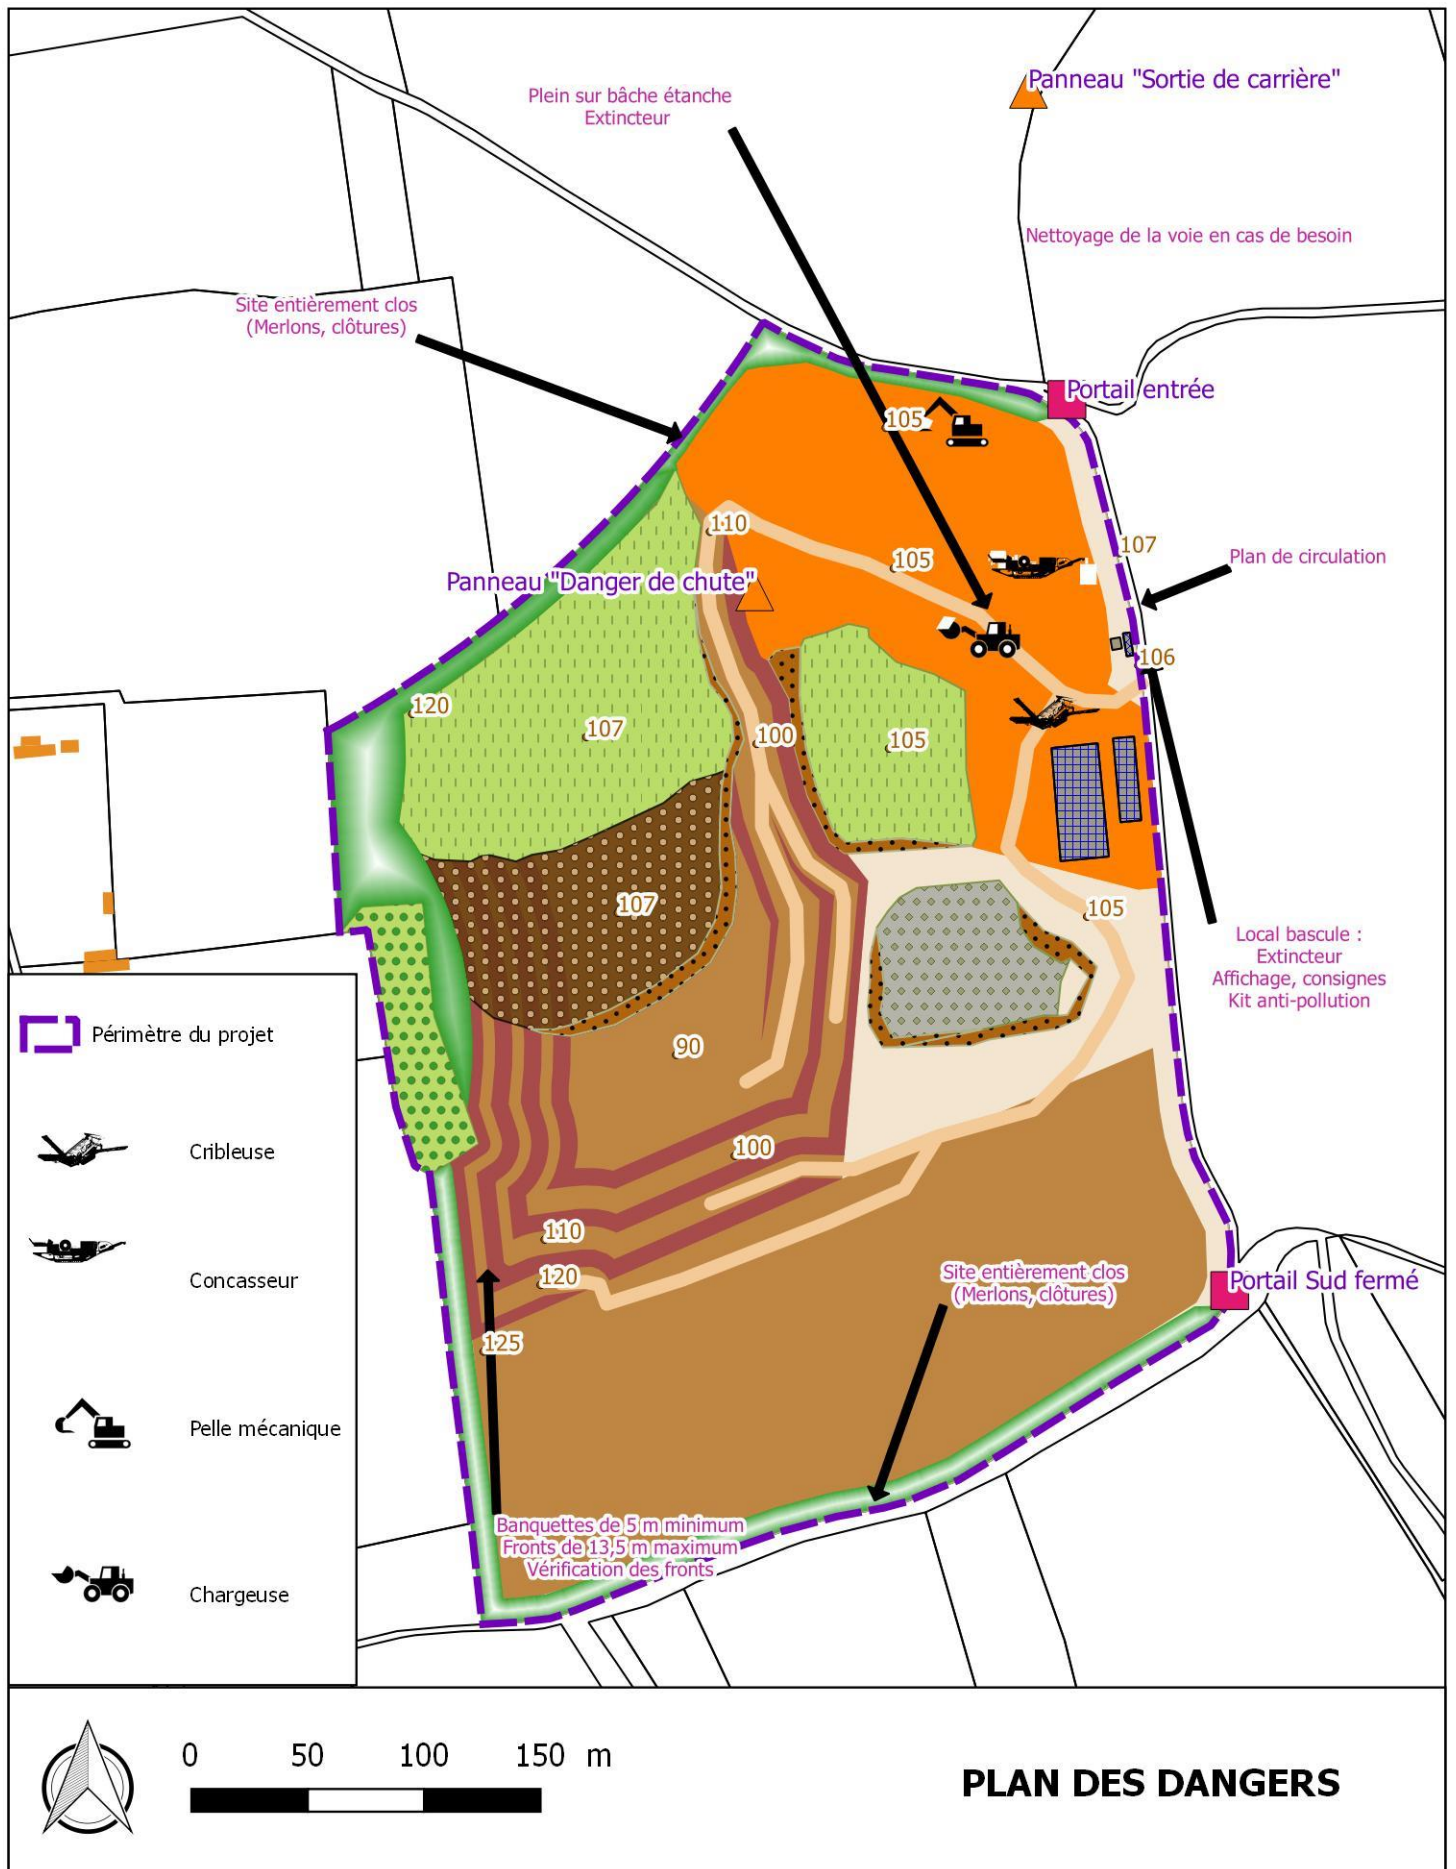 Panneau "Sortie de carrière"
Plein sur bâche étanche
Extincteur
Nettoyage de la voie en cas de besoin
Site entièrement clos
(Merlons, clôtures)
Portail entrée
105
110
107
105
Plan de circulation
Panneau "Danger de chute"
106
120
107
100
105
107
105
Local bascule :
Extincteur
Affichage, consignes
Kit anti-pollution
90
100
110
120
Site entièrement clos
(Merlons, clôtures)
Portail Sud fermé
125
Banquettes de 5 m minimum
Fronts de 13,5 m maximum
Vérification des fronts
Périmètre du projet
Cribleuse
Concasseur
Pelle mécanique
Chargeuse
0 50 100 150 m
PLAN DES DANGERS